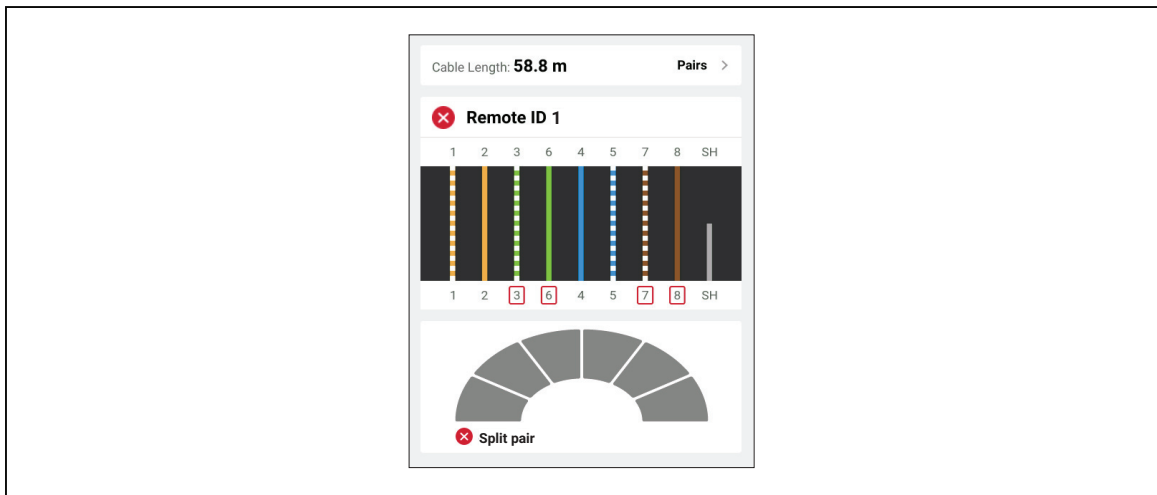 Cable Length: 58.8 m Pairs >
Remote ID 1
1 2 3 6 4 5 7 8 SH
1 2 3 6 4 5 7 8 SH
Split pair